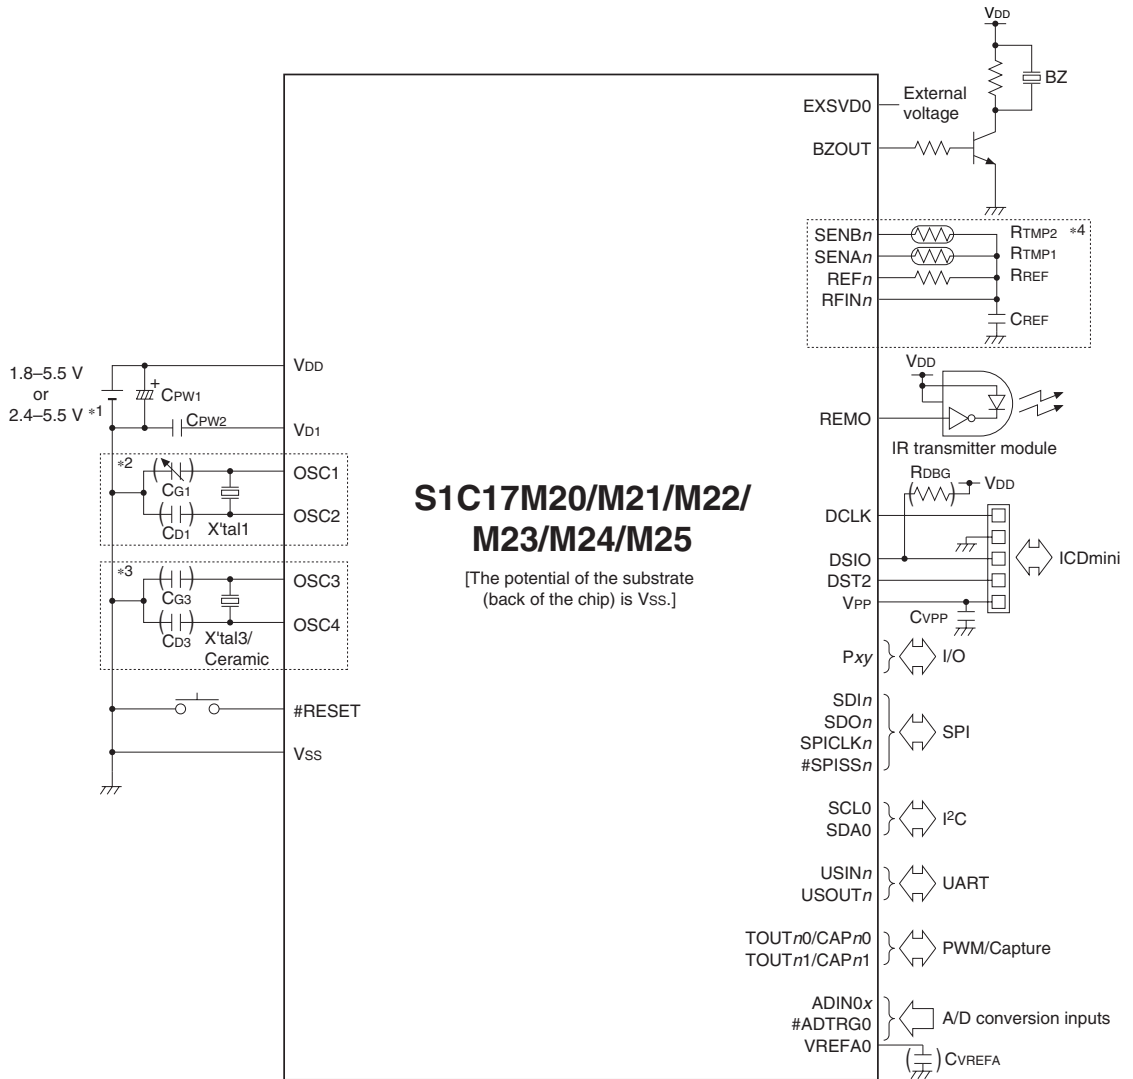 VDD
BZ
EXSVD0
External
voltage
BZOUT
SENBn
RTMP2 *4
SENAn
RTMP1
REFn
RREF
RFINn
CREF
VDD
REMO
IR transmitter module
1.8–5.5 V
or
2.4–5.5 V *1
+
CPW1
CPW2
VDD
VD1
*2
CG1
CD1
X'tal1
OSC1
OSC2
*3
CG3
CD3
X'tal3/
Ceramic
OSC3
OSC4
#RESET
VSS
S1C17M20/M21/M22/
M23/M24/M25
[The potential of the substrate
(back of the chip) is VSS.]
RDBG
VDD
DCLK
DSIO
DST2
VPP
CVPP
ICDmini
Pxy
I/O
SDIn
SDOn
SPICLKn
#SPISSn
SPI
SCL0
SDA0
I2C
USINn
USOUTn
UART
TOUTn0/CAPn0
TOUTn1/CAPn1
PWM/Capture
ADIN0x
#ADTRG0
VREFA0
A/D conversion inputs
CVREFA